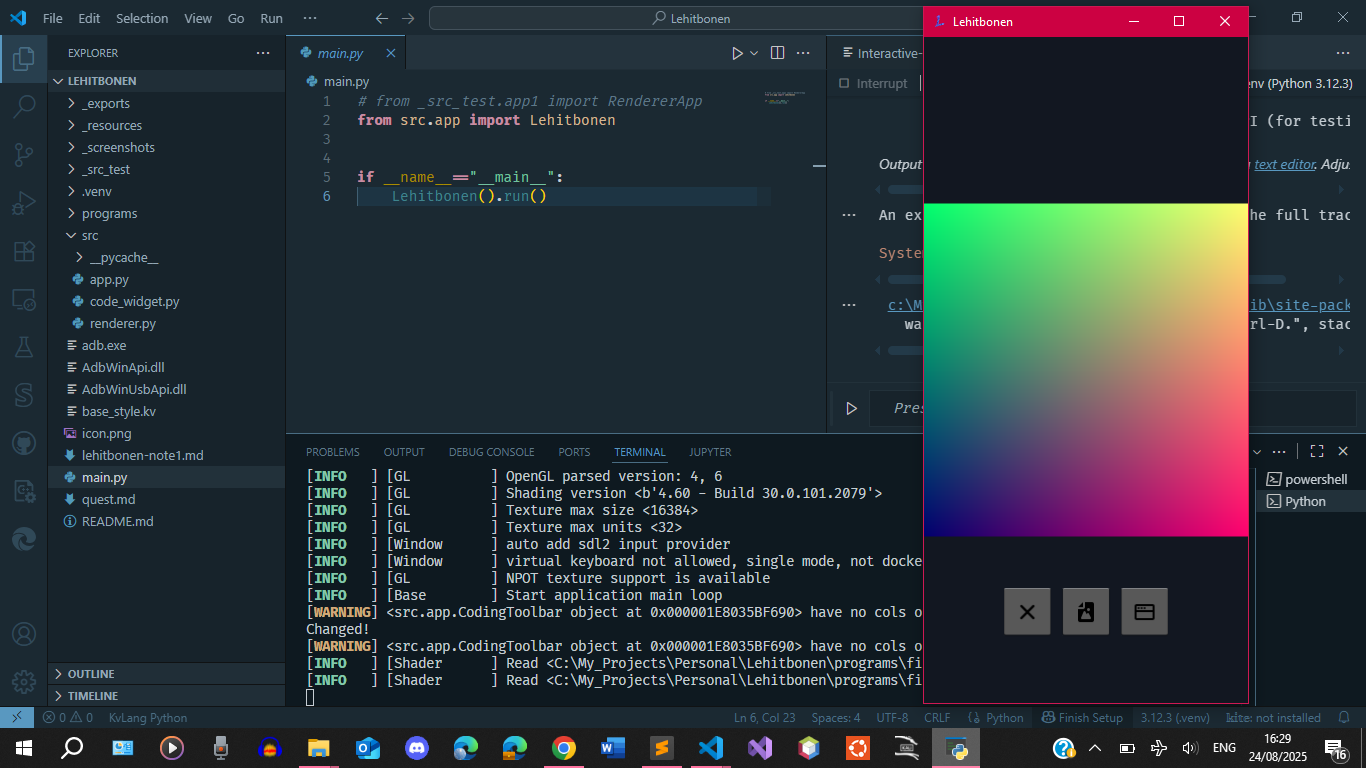 File Edit Selection View Go Run ···
Lehitbonen
Lehitbonen
EXPLORER
LEHITBONEN
_exports
_resources
_screenshots
_src_test
.venv
programs
src
__pycache__
app.py
code_widget.py
renderer.py
adb.exe
AdbWinApi.dll
AdbWinUsbApi.dll
base_style.kv
icon.png
lehitbonen-note1.md
main.py
quest.md
README.md
OUTLINE
TIMELINE
main.py
main.py
1 # from _src_test.app1 import RendererApp
2 from src.app import Lehitbonen
3
4
5 if __name__=="__main__":
6 Lehitbonen().run()
Interactive-
Interrupt
env (Python 3.12.3)
I (for testi
Output
text editor. Adju
An ex
he full trac
System
c:\M
ib\site-pack
wa
rl-D.", stac
Pres
PROBLEMS OUTPUT DEBUG CONSOLE PORTS TERMINAL JUPYTER
[INFO ] [GL ] OpenGL parsed version: 4, 6
[INFO ] [GL ] Shading version <b'4.60 - Build 30.0.101.2079'>
[INFO ] [GL ] Texture max size <16384>
[INFO ] [GL ] Texture max units <32>
[INFO ] [Window ] auto add sdl2 input provider
[INFO ] [Window ] virtual keyboard not allowed, single mode, not docke
[INFO ] [GL ] NPOT texture support is available
[INFO ] [Base ] Start application main loop
[WARNING] <src.app.CodingToolbar object at 0x000001E8035BF690> have no cols o
Changed!
[WARNING] <src.app.CodingToolbar object at 0x000001E8035BF690> have no cols o
[INFO ] [Shader ] Read <C:\My_Projects\Personal\Lehitbonen\programs\fi
[INFO ] [Shader ] Read <C:\My_Projects\Personal\Lehitbonen\programs\fi
powershell
Python
0 0 KvLang Python
Ln 6, Col 23 Spaces: 4 UTF-8 CRLF Python Finish Setup 3.12.3 (.venv) kite: not installed
ENG
16:29
24/08/2025
16